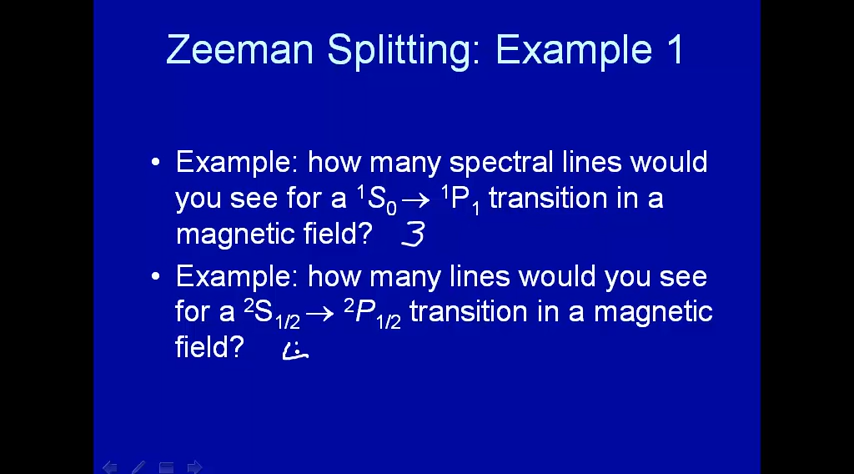 Zeeman Splitting: Example 1
• Example: how many spectral lines would
you see for a ¹S₀ → ¹P₁ transition in a
magnetic field? 3
• Example: how many lines would you see
for a ²S₁/₂ → ²P₁/₂ transition in a magnetic
field?